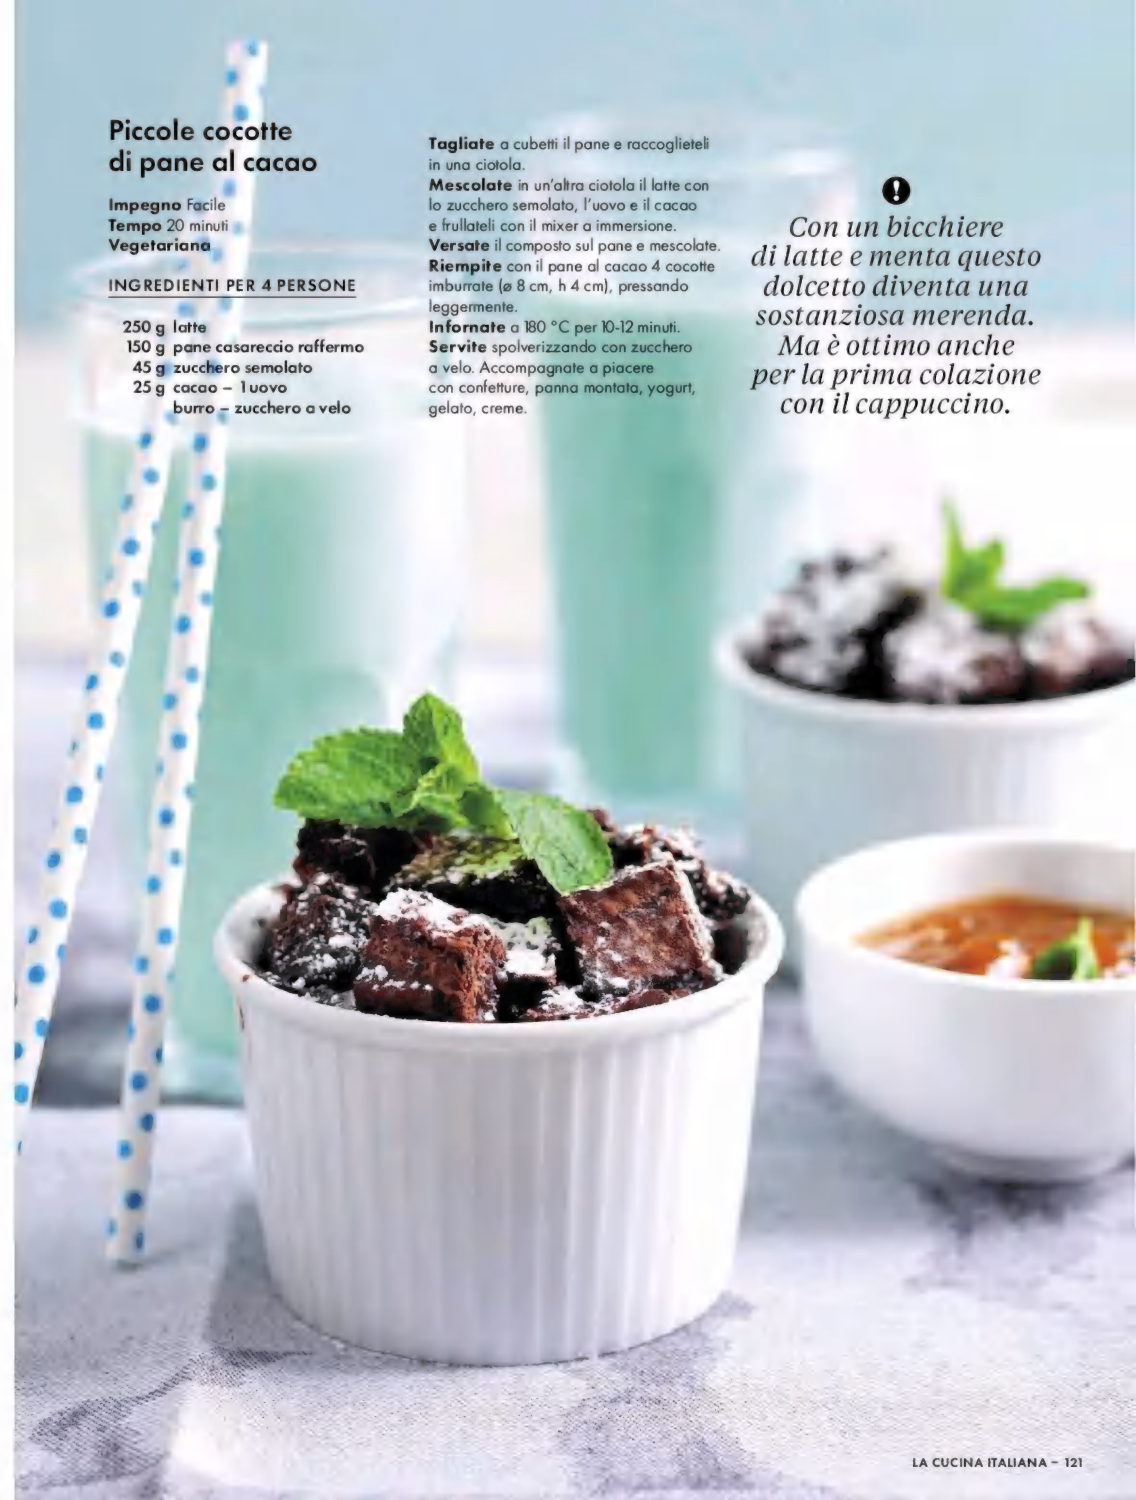 Piccole cocotte
di pane al cacao
Impegno Facile
Tempo 20 minuti
Vegetariana
INGREDIENTI PER 4 PERSONE
250 g latte
150 g pane casareccio raffermo
45 g zucchero semolato
25 g cacao – 1 uovo
burro – zucchero a velo
Tagliate a cubetti il pane e raccoglieteli
in una ciotola.
Mescolate in un'altra ciotola il latte con
lo zucchero semolato, l'uovo e il cacao
e frullateli con il mixer a immersione.
Versate il composto sul pane e mescolate.
Riempite con il pane al cacao 4 cocotte
imburrate (ø 8 cm, h 4 cm), pressando
leggermente.
Infornate a 180 °C per 10-12 minuti.
Servite spolverizzando con zucchero
a velo. Accompagnate a piacere
con confetture, panna montata, yogurt,
gelato, creme.
!
Con un bicchiere
di latte e menta questo
dolcetto diventa una
sostanziosa merenda.
Ma è ottimo anche
per la prima colazione
con il cappuccino.
LA CUCINA ITALIANA – 121